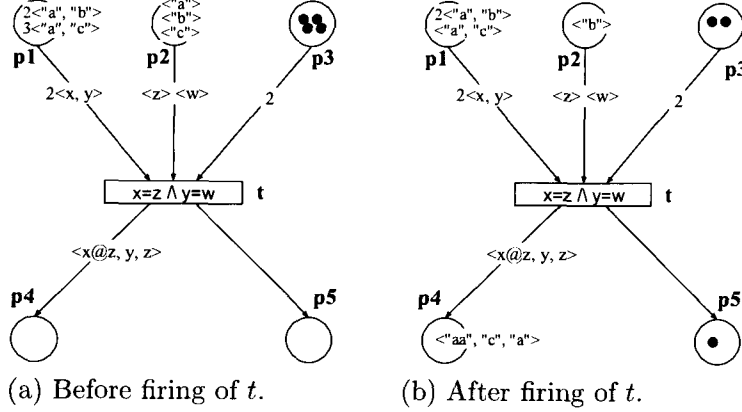 2<"a", "b">
3<"a", "c">
<"a">
<"b">
<"c">
p1
p2
p3
2<x, y>
<z> <w>
2
x=z Λ y=w
t
<x@z, y, z>
p4
p5
(a) Before firing of t.
2<"a", "b">
<"a", "c">
<"b">
p1
p2
p3
2<x, y>
<z> <w>
2
x=z Λ y=w
t
<x@z, y, z>
p4
p5
<"aa", "c", "a">
(b) After firing of t.